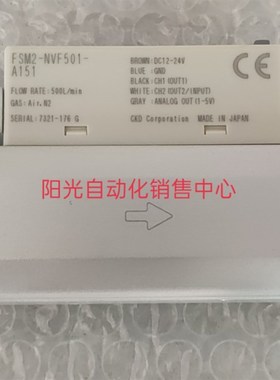 FSM2-NVF501-
A151
FLOW RATE:500L/min
GAS:Air,N2
SERIAL:7321-176 G
BROWN:DC12-24V
BLUE :GND
BLACK:CH1(OUT1)
WHITE:CH2(OUT2/INPUT)
GRAY:ANALOG OUT(1-5V)
CKD Corporation MADE IN JAPAN
CE
阳光自动化销售中心